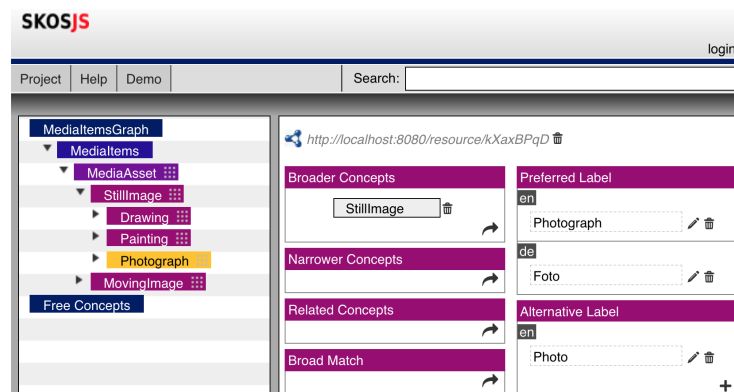 SKOSJS
login
Project Help Demo Search:
MediaItemsGraph
MediaItems
MediaAsset
StillImage
Drawing
Painting
Photograph
MovingImage
Free Concepts
http://localhost:8080/resource/kXaxBPqD
Broader Concepts
StillImage
Narrower Concepts
Related Concepts
Broad Match
Preferred Label
en
Photograph
de
Foto
Alternative Label
en
Photo